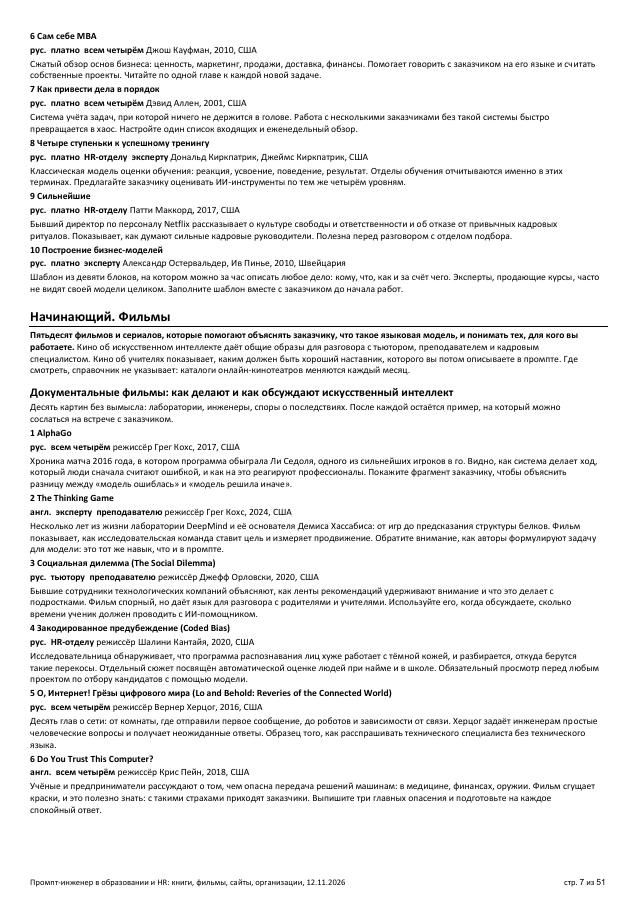 6 Сам себе MBA
рус. платно всем четырём Джош Кауфман, 2010, США
Сжатый обзор основ бизнеса: ценность, маркетинг, продажи, доставка, финансы. Помогает говорить с заказчиком на его языке и считать
собственные проекты. Читайте по одной главе к каждой новой задаче.
7 Как привести дела в порядок
рус. платно всем четырём Дэвид Аллен, 2001, США
Система учёта задач, при которой ничего не держится в голове. Работа с несколькими заказчиками без такой системы быстро
превращается в хаос. Настройте один список входящих и еженедельный обзор.
8 Четыре ступеньки к успешному тренингу
рус. платно HR-отделу эксперту Дональд Киркпатрик, Джеймс Киркпатрик, США
Классическая модель оценки обучения: реакция, усвоение, поведение, результат. Отделы обучения отчитываются именно в этих
терминах. Предлагайте заказчику оценивать ИИ-инструменты по тем же четырём уровням.
9 Сильнейшие
рус. платно HR-отделу Патти Маккорд, 2017, США
Бывший директор по персоналу Netflix рассказывает о культуре свободы и ответственности и об отказе от привычных кадровых
ритуалов. Показывает, как думают сильные кадровые руководители. Полезна перед разговором с отделом подбора.
10 Построение бизнес-моделей
рус. платно эксперту Александр Остервальдер, Ив Пинье, 2010, Швейцария
Шаблон из девяти блоков, на котором можно за час описать любое дело: кому, что, как и за счёт чего. Эксперты, продающие курсы, часто
не видят своей модели целиком. Заполните шаблон вместе с заказчиком до начала работ.
Начинающий. Фильмы
Пятьдесят фильмов и сериалов, которые помогают объяснять заказчику, что такое языковая модель, и понимать тех, для кого вы
работаете. Кино об искусственном интеллекте даёт общие образы для разговора с тьютором, преподавателем и кадровым
специалистом. Кино об учителях показывает, каким должен быть хороший наставник, которого вы потом описываете в промпте. Где
смотреть, справочник не указывает: каталоги онлайн-кинотеатров меняются каждый месяц.
Документальные фильмы: как делают и как обсуждают искусственный интеллект
Десять картин без вымысла: лаборатории, инженеры, споры о последствиях. После каждой остаётся пример, на который можно
сослаться на встрече с заказчиком.
1 AlphaGo
рус. всем четырём режиссёр Грег Кохс, 2017, США
Хроника матча 2016 года, в котором программа обыграла Ли Седоля, одного из сильнейших игроков в го. Видно, как система делает ход,
который люди сначала считают ошибкой, и как на это реагируют профессионалы. Покажите фрагмент заказчику, чтобы объяснить
разницу между «модель ошиблась» и «модель решила иначе».
2 The Thinking Game
англ. эксперту преподавателю режиссёр Грег Кохс, 2024, США
Несколько лет из жизни лаборатории DeepMind и её основателя Демиса Хассабиса: от игр до предсказания структуры белков. Фильм
показывает, как исследовательская команда ставит цель и измеряет продвижение. Обратите внимание, как авторы формулируют задачу
для модели: это тот же навык, что и в промпте.
3 Социальная дилемма (The Social Dilemma)
рус. тьютору преподавателю режиссёр Джефф Орловски, 2020, США
Бывшие сотрудники технологических компаний объясняют, как ленты рекомендаций удерживают внимание и что это делает с
подростками. Фильм спорный, но даёт язык для разговора с родителями и учителями. Используйте его, когда обсуждаете, сколько
времени ученик должен проводить с ИИ-помощником.
4 Закодированное предубеждение (Coded Bias)
рус. HR-отделу режиссёр Шалини Кантайя, 2020, США
Исследовательница обнаруживает, что программа распознавания лиц хуже работает с тёмной кожей, и разбирается, откуда берутся
такие перекосы. Отдельный сюжет посвящён автоматической оценке людей при найме и в школе. Обязательный просмотр перед любым
проектом по отбору кандидатов с помощью модели.
5 О, Интернет! Грёзы цифрового мира (Lo and Behold: Reveries of the Connected World)
рус. всем четырём режиссёр Вернер Херцог, 2016, США
Десять глав о сети: от комнаты, где отправили первое сообщение, до роботов и зависимости от связи. Херцог задаёт инженерам простые
человеческие вопросы и получает неожиданные ответы. Образец того, как расспрашивать технического специалиста без технического
языка.
6 Do You Trust This Computer?
англ. всем четырём режиссёр Крис Пейн, 2018, США
Учёные и предприниматели рассуждают о том, чем опасна передача решений машинам: в медицине, финансах, оружии. Фильм сгущает
краски, и это полезно знать: с такими страхами приходят заказчики. Выпишите три главных опасения и подготовьте на каждое
спокойный ответ.
Промпт-инженер в образовании и HR: книги, фильмы, сайты, организации, 12.11.2026
стр. 7 из 51